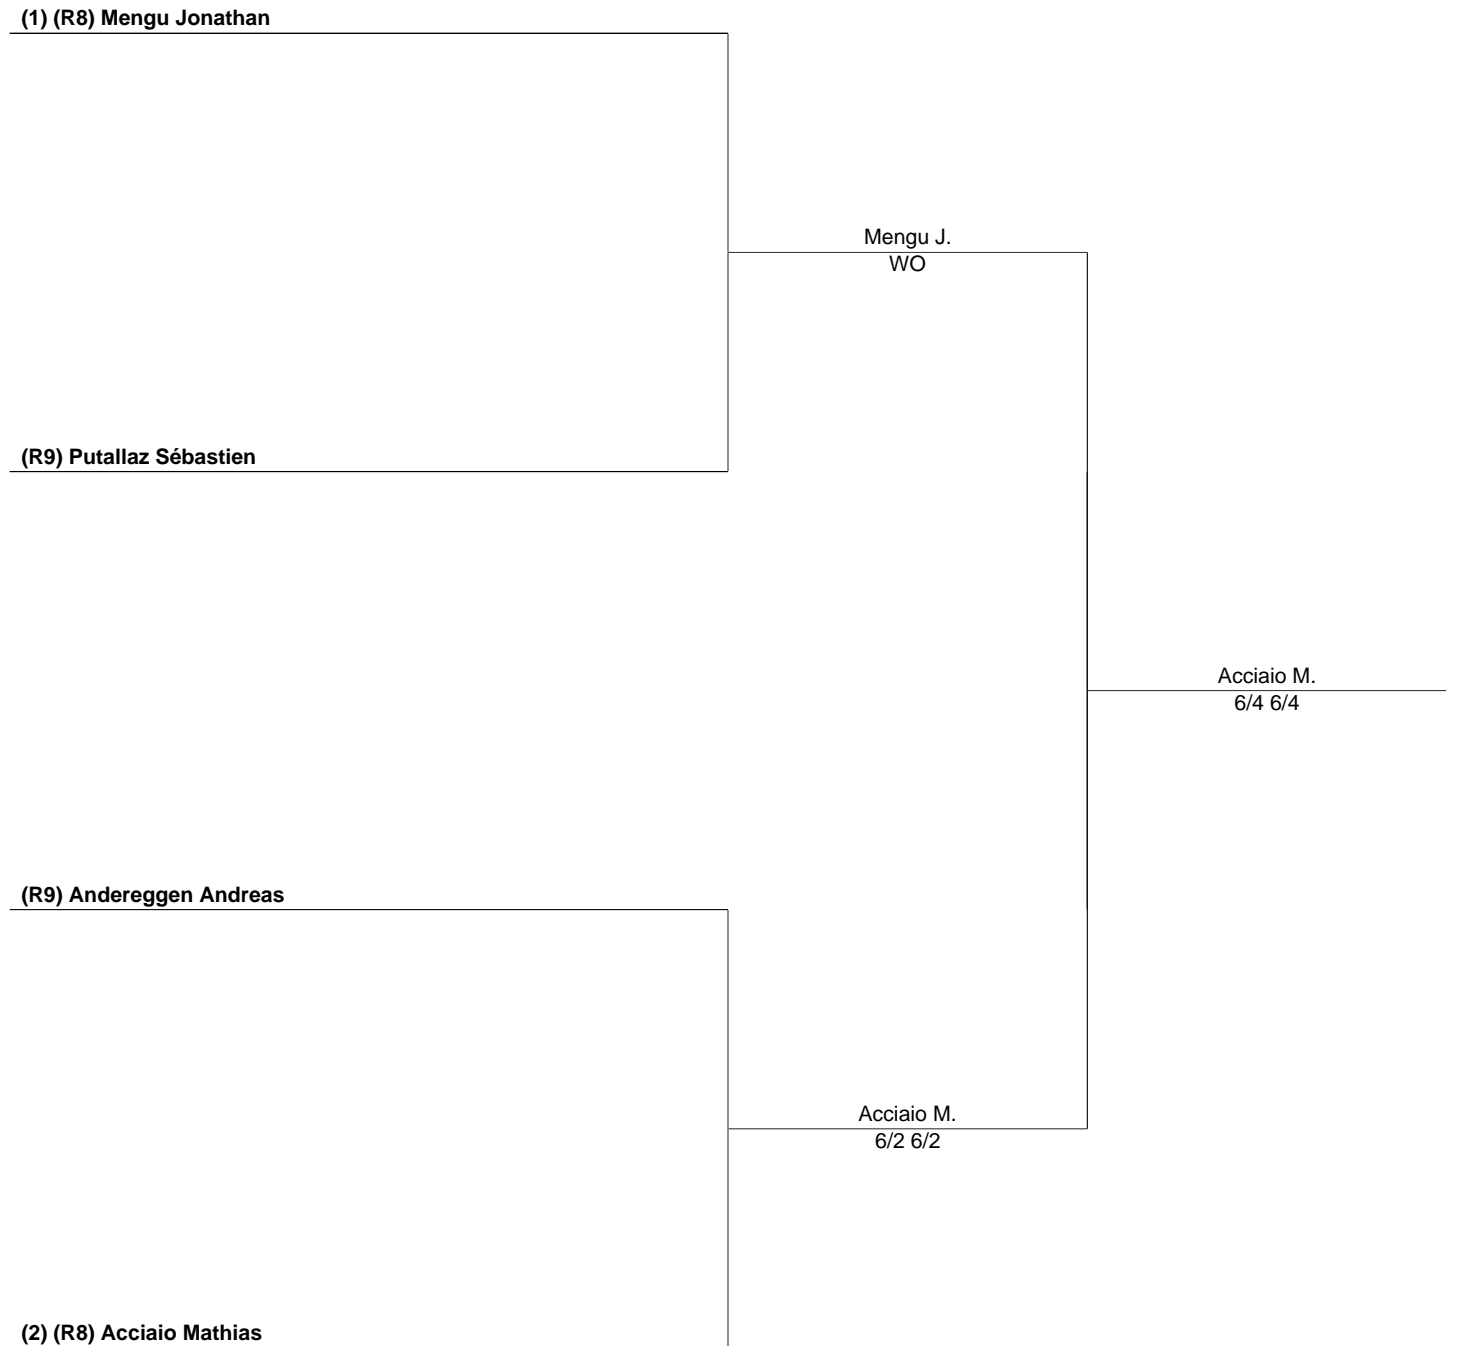 (1) (R8) Mengu Jonathan
Mengu J.
WO
(R9) Putallaz Sébastien
Acciaio M.
6/4 6/4
(R9) Andereggen Andreas
Acciaio M.
6/2 6/2
(2) (R8) Acciaio Mathias